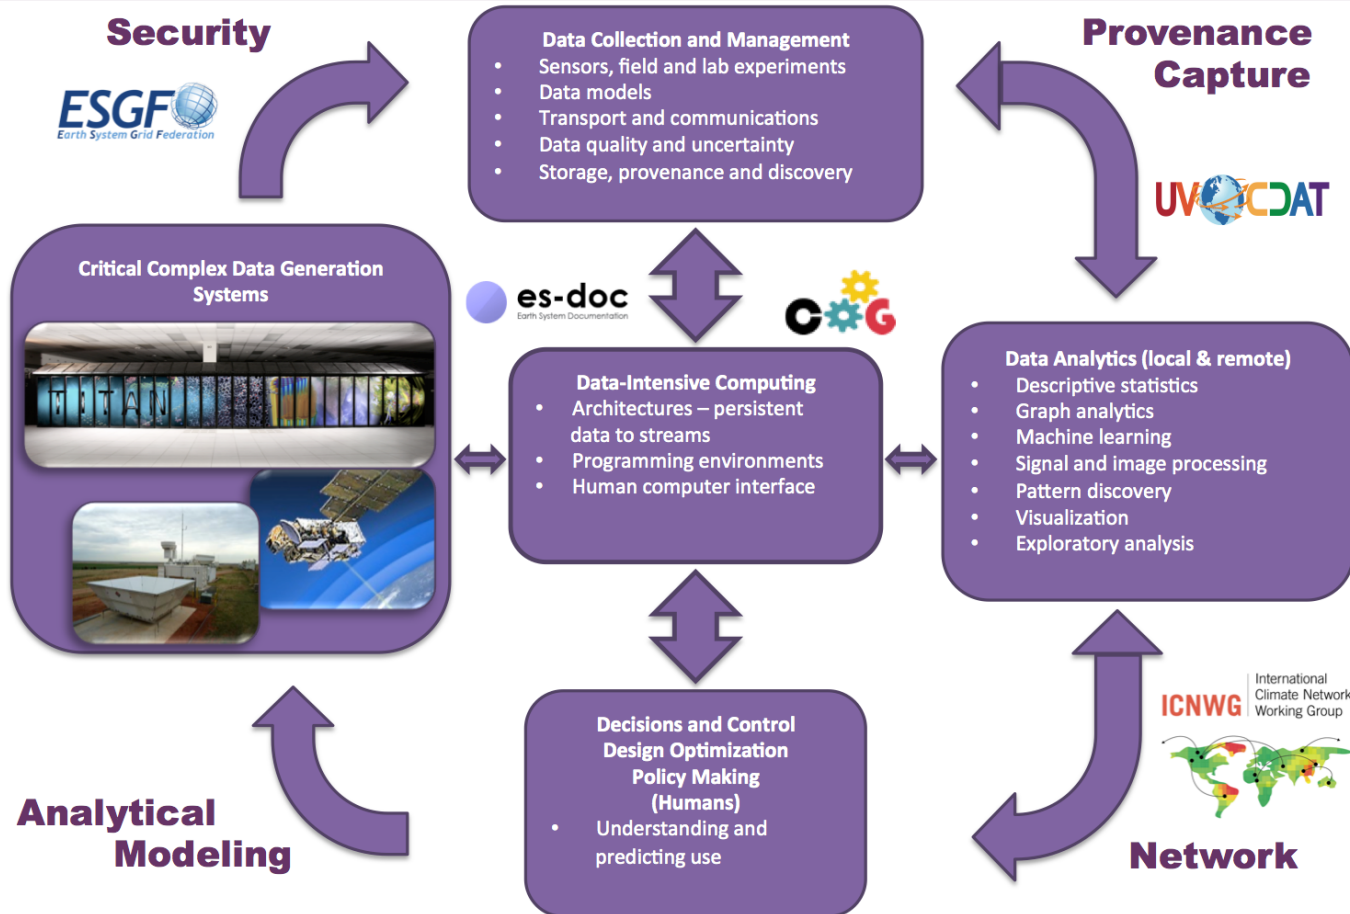 Security
ESGF
Earth System Grid Federation
Data Collection and Management
• Sensors, field and lab experiments
• Data models
• Transport and communications
• Data quality and uncertainty
• Storage, provenance and discovery
Provenance
Capture
UV CDAT
Critical Complex Data Generation
Systems
TITAN
es-doc
Earth System Documentation
COG
Data-Intensive Computing
• Architectures – persistent
data to streams
• Programming environments
• Human computer interface
Data Analytics (local & remote)
• Descriptive statistics
• Graph analytics
• Machine learning
• Signal and image processing
• Pattern discovery
• Visualization
• Exploratory analysis
Decisions and Control
Design Optimization
Policy Making
(Humans)
• Understanding and
predicting use
Analytical
Modeling
ICNWG
International
Climate Network
Working Group
Network